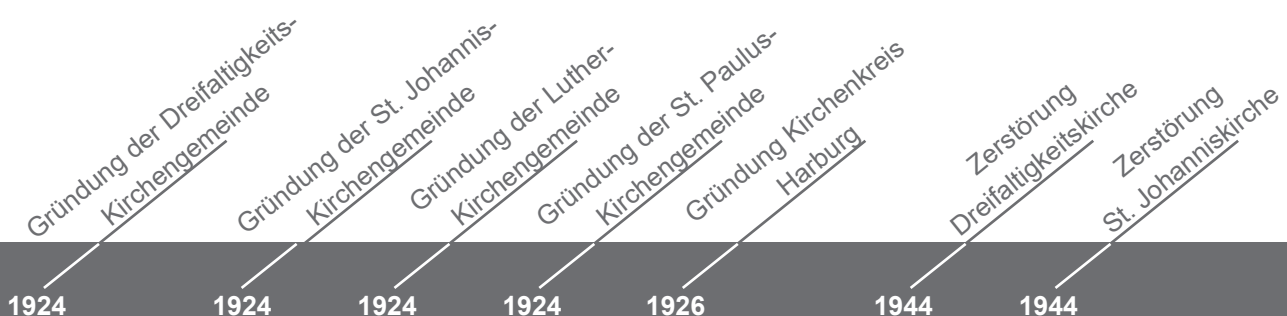 Gründung der Dreifaltigkeits-
Kirchengemeinde
Gründung der St. Johannis-
Kirchengemeinde
Gründung der Luther-
Kirchengemeinde
Gründung der St. Paulus-
Kirchengemeinde
Gründung Kirchenkreis
Harburg
Zerstörung
Dreifaltigkeitskirche
Zerstörung
St. Johanniskirche
1924
1924
1924
1924
1926
1944
1944